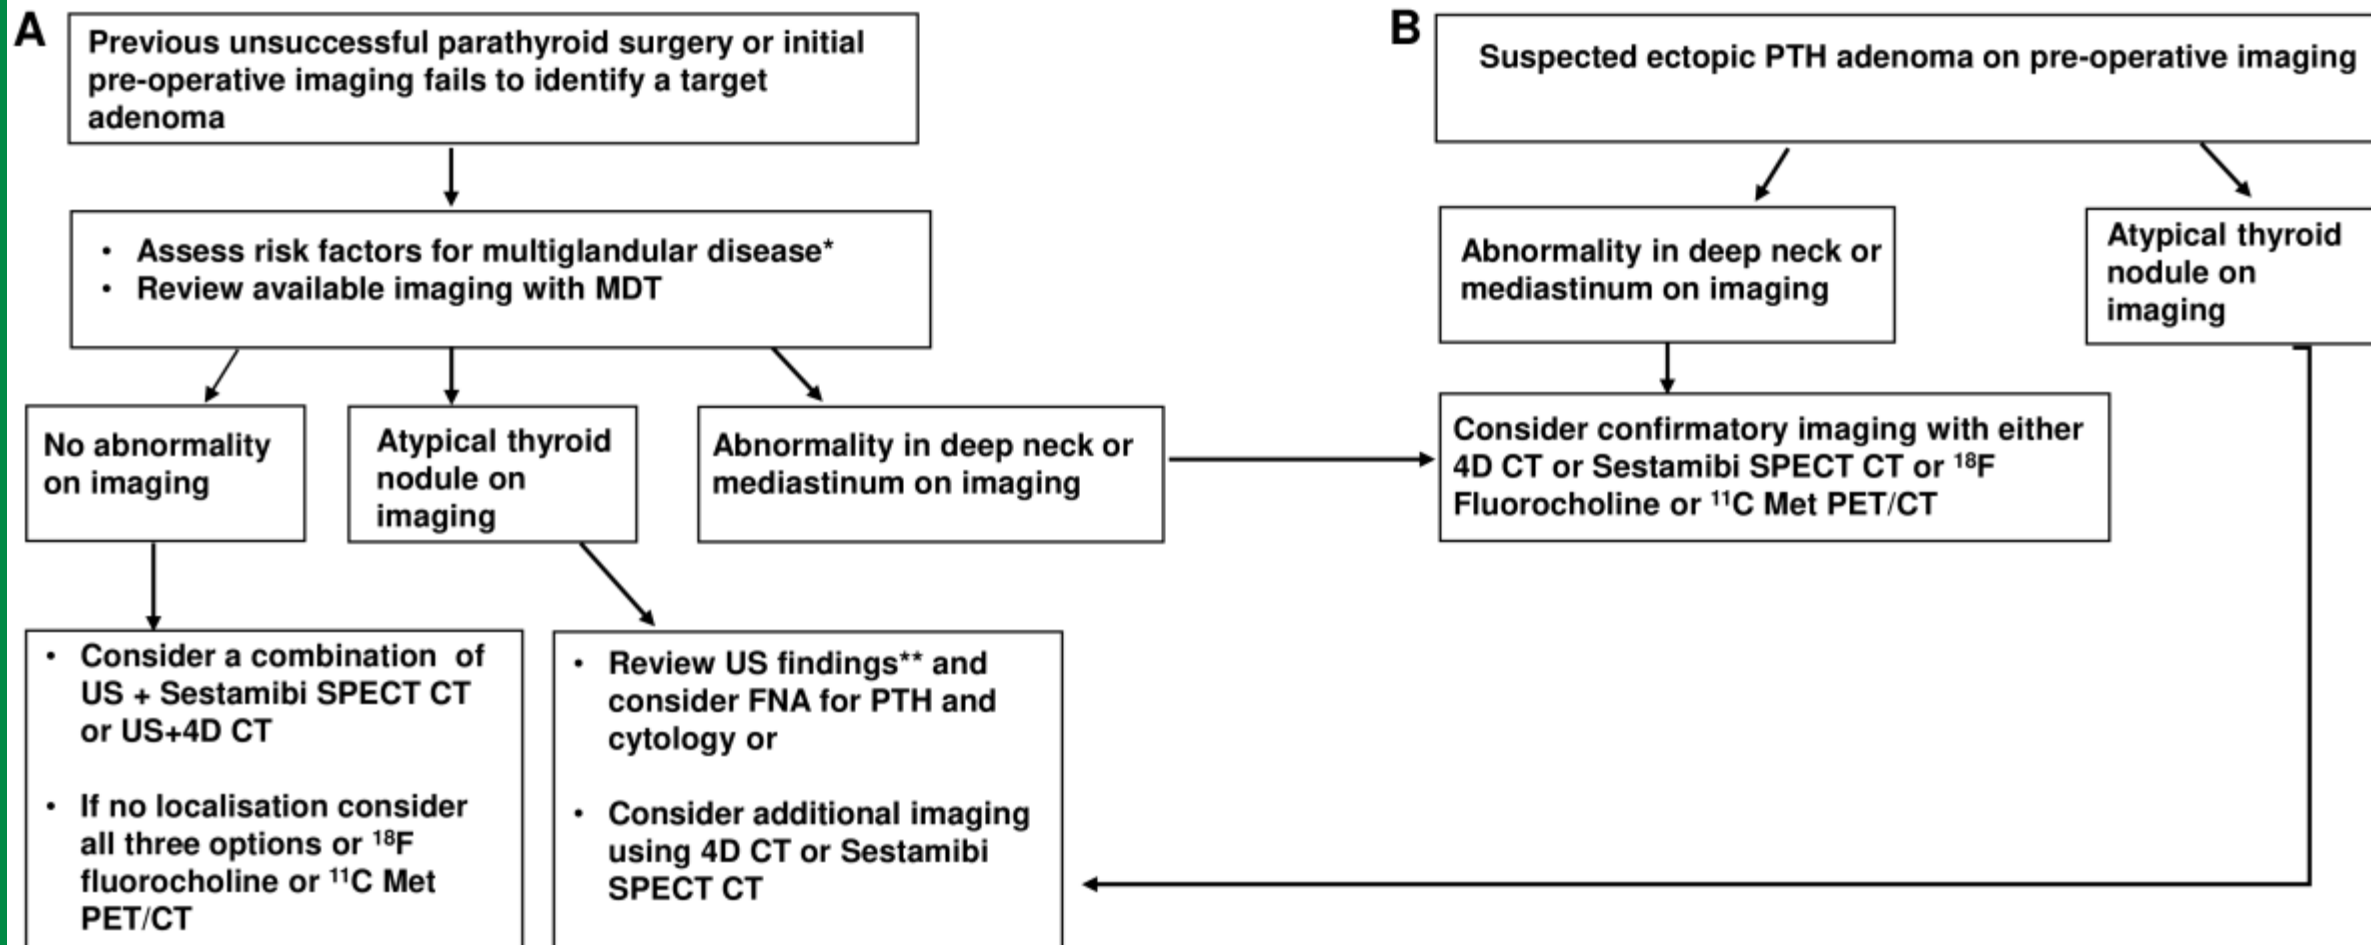 A
Previous unsuccessful parathyroid surgery or initial
pre-operative imaging fails to identify a target
adenoma
• Assess risk factors for multiglandular disease*
• Review available imaging with MDT
No abnormality
on imaging
Atypical thyroid
nodule on
imaging
Abnormality in deep neck or
mediastinum on imaging
• Consider a combination of
US + Sestamibi SPECT CT
or US+4D CT
• If no localisation consider
all three options or ¹⁸F
fluorocholine or ¹¹C Met
PET/CT
• Review US findings** and
consider FNA for PTH and
cytology or
• Consider additional imaging
using 4D CT or Sestamibi
SPECT CT
B
Suspected ectopic PTH adenoma on pre-operative imaging
Abnormality in deep neck or
mediastinum on imaging
Atypical thyroid
nodule on
imaging
Consider confirmatory imaging with either
4D CT or Sestamibi SPECT CT or ¹⁸F
Fluorocholine or ¹¹C Met PET/CT